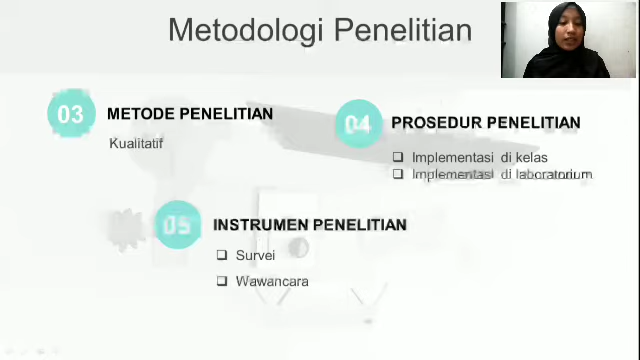 Metodologi Penelitian
03
METODE PENELITIAN
Kualitatif
04
PROSEDUR PENELITIAN
Implementasi di kelas
Implementasi di laboratorium
05
INSTRUMEN PENELITIAN
Survei
Wawancara